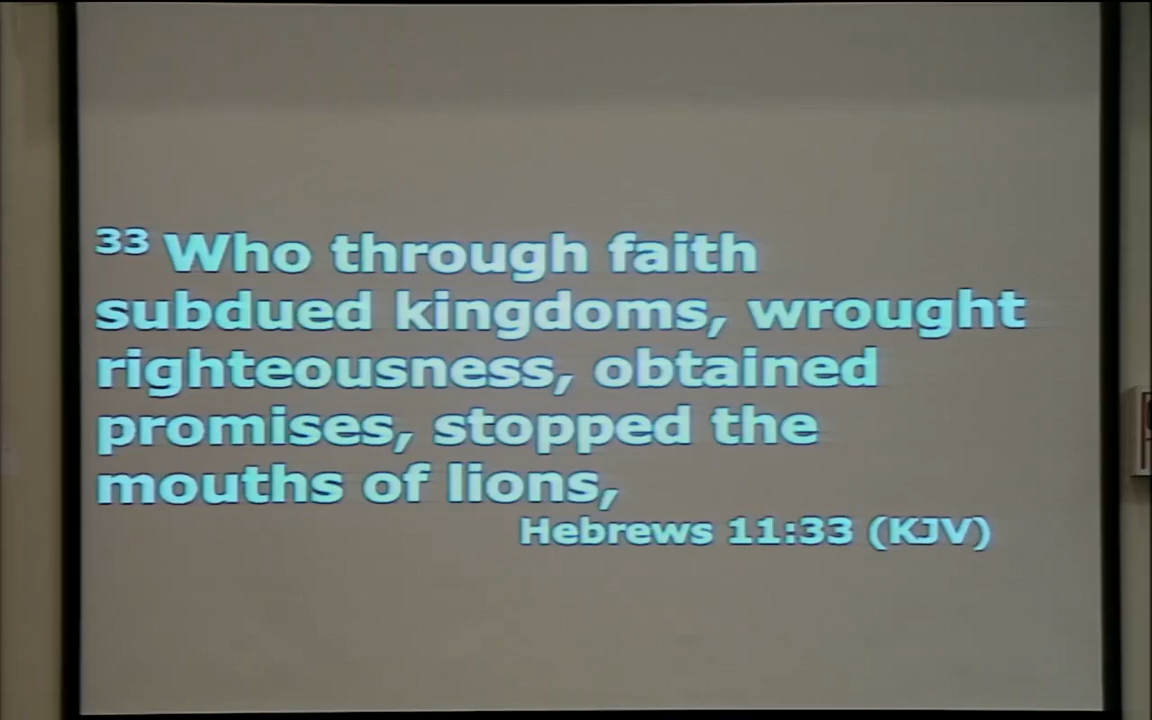 33 Who through faith
subdued kingdoms, wrought
righteousness, obtained
promises, stopped the
mouths of lions,
Hebrews 11:33 (KJV)